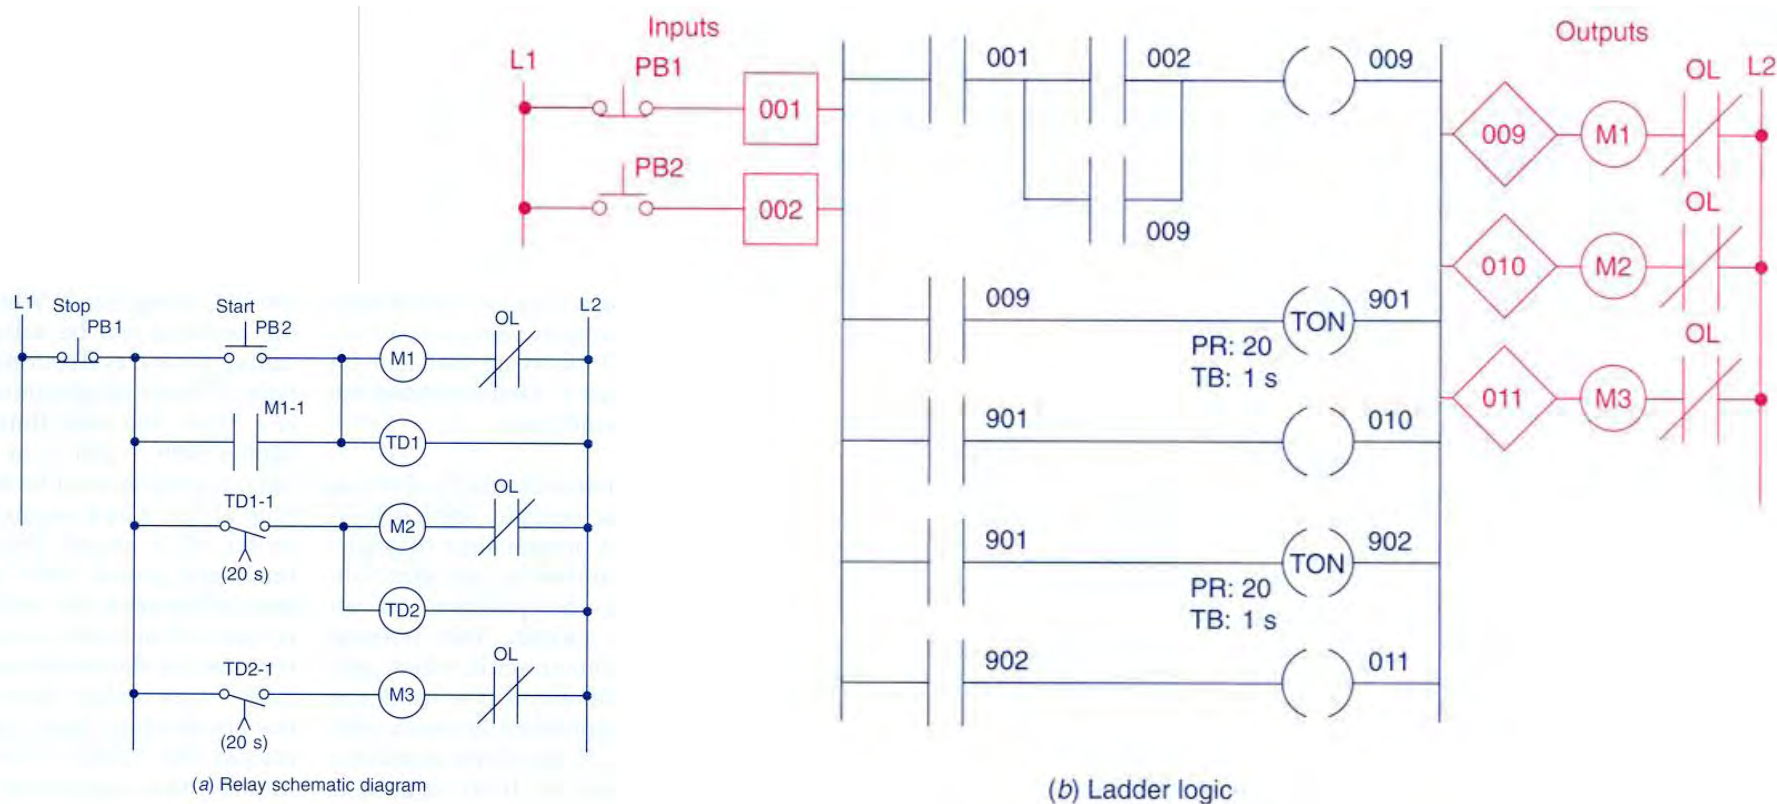 Inputs
Outputs
L1
PB1
001
PB2
002
001
002
009
009
009
901
TON
PR: 20
TB: 1 s
901
010
901
902
TON
PR: 20
TB: 1 s
902
011
OL
L2
009
M1
OL
010
M2
OL
011
M3
(b) Ladder logic
L1
Stop
PB1
Start
PB2
OL
L2
M1
M1-1
TD1
TD1-1
(20 s)
M2
OL
TD2
TD2-1
(20 s)
M3
OL
(a) Relay schematic diagram